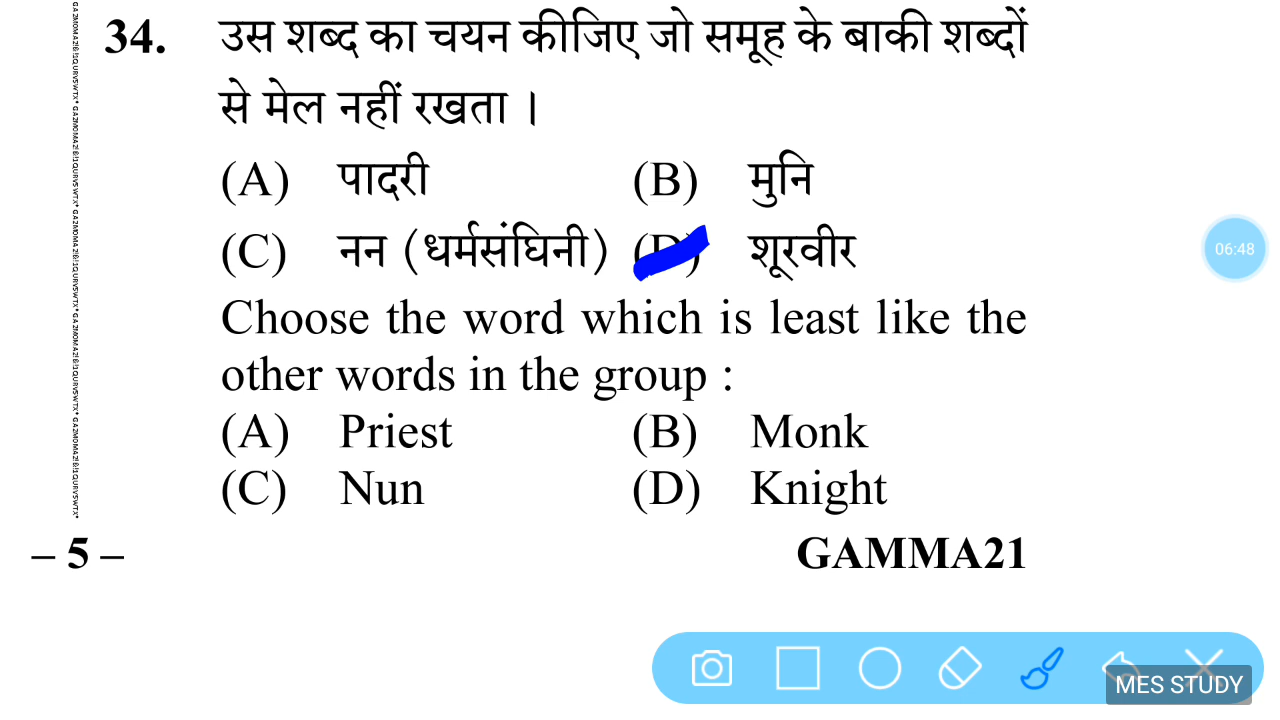 34. उस शब्द का चयन कीजिए जो समूह के बाकी शब्दों
से मेल नहीं रखता ।
(A) पादरी (B) मुनि
(C) नन (धर्मसंघिनी) (D) शूरवीर
Choose the word which is least like the
other words in the group :
(A) Priest (B) Monk
(C) Nun (D) Knight
– 5 – GAMMA21
06:48
MES STUDY